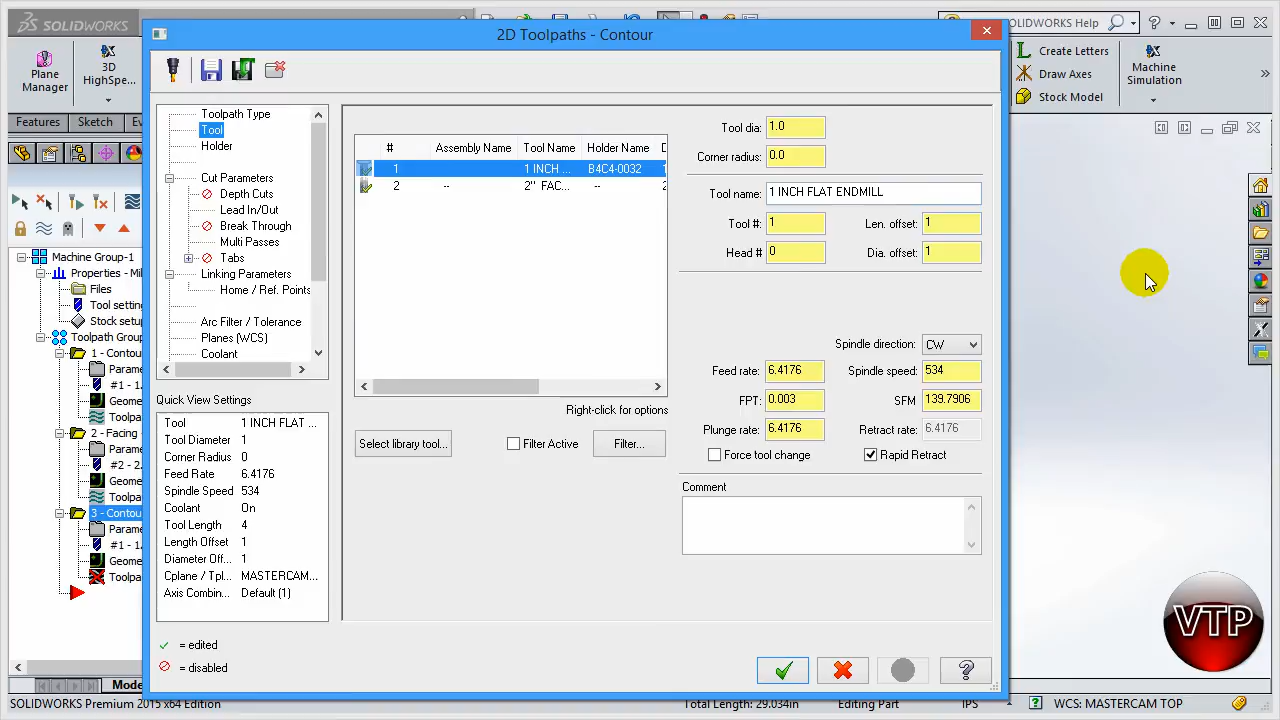 SOLIDWORKS
2D Toolpaths - Contour
SOLIDWORKS Help
Plane
Manager
3D
HighSpe...
Create Letters
Draw Axes
Stock Model
Machine
Simulation
Features
Sketch
Machine Group-1
Properties - Mi
Files
Tool settin
Stock setu
Toolpath Grou
1 - Contou
Parame
#1 - 1.
Geome
Toolpa
2 - Facing
Parame
#2 - 2.
Geome
Toolpa
3 - Contou
Parame
#1 - 1.
Geome
Toolpa
Toolpath Type
Tool
Holder
Cut Parameters
Depth Cuts
Lead In/Out
Break Through
Multi Passes
Tabs
Linking Parameters
Home / Ref. Points
Arc Filter / Tolerance
Planes (WCS)
Coolant
Quick View Settings
Tool 1 INCH FLAT ...
Tool Diameter 1
Corner Radius 0
Feed Rate 6.4176
Spindle Speed 534
Coolant On
Tool Length 4
Length Offset 1
Diameter Off... 1
Cplane / Tpl... MASTERCAM...
Axis Combin... Default (1)
= edited
= disabled
# Assembly Name Tool Name Holder Name D
1 1 INCH ... B4C4-0032 1
2 -- 2" FAC... -- 2
Right-click for options
Select library tool...
Filter Active
Filter...
Tool dia: 1.0
Corner radius: 0.0
Tool name: 1 INCH FLAT ENDMILL
Tool #: 1 Len. offset: 1
Head # 0 Dia. offset: 1
Spindle direction: CW
Feed rate: 6.4176 Spindle speed: 534
FPT: 0.003 SFM 139.7906
Plunge rate: 6.4176 Retract rate: 6.4176
Force tool change Rapid Retract
Comment
VTP
Mode
SOLIDWORKS Premium 2015 x64 Edition
Total Length: 29.034in Editing Part IPS WCS: MASTERCAM TOP